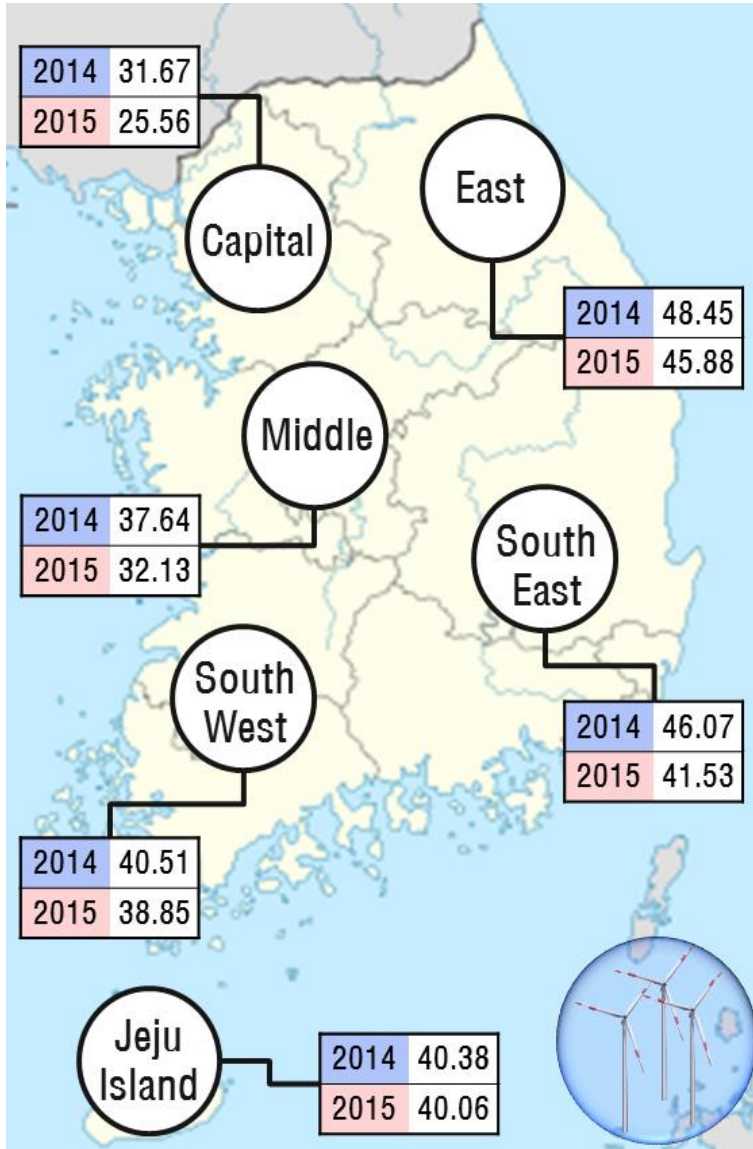 2014 31.67
2015 25.56
Capital
East
2014 48.45
2015 45.88
Middle
2014 37.64
2015 32.13
South
East
2014 46.07
2015 41.53
South
West
2014 40.51
2015 38.85
Jeju
Island
2014 40.38
2015 40.06